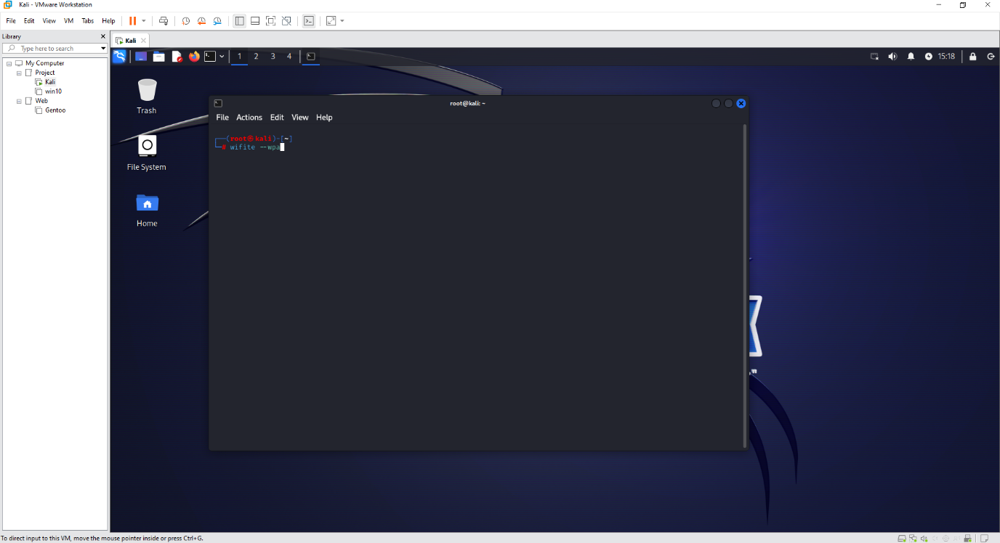 Kali - VMware Workstation
File Edit View VM Tabs Help
Library
Type here to search
My Computer
Project
Kali
win10
Web
Gentoo
Kali
1 2 3 4
15:18
Trash
File System
Home
root@kali: ~
File Actions Edit View Help
(root㉿kali)-[~]
# wifite --wpa
To direct input to this VM, move the mouse pointer inside or press Ctrl+G.